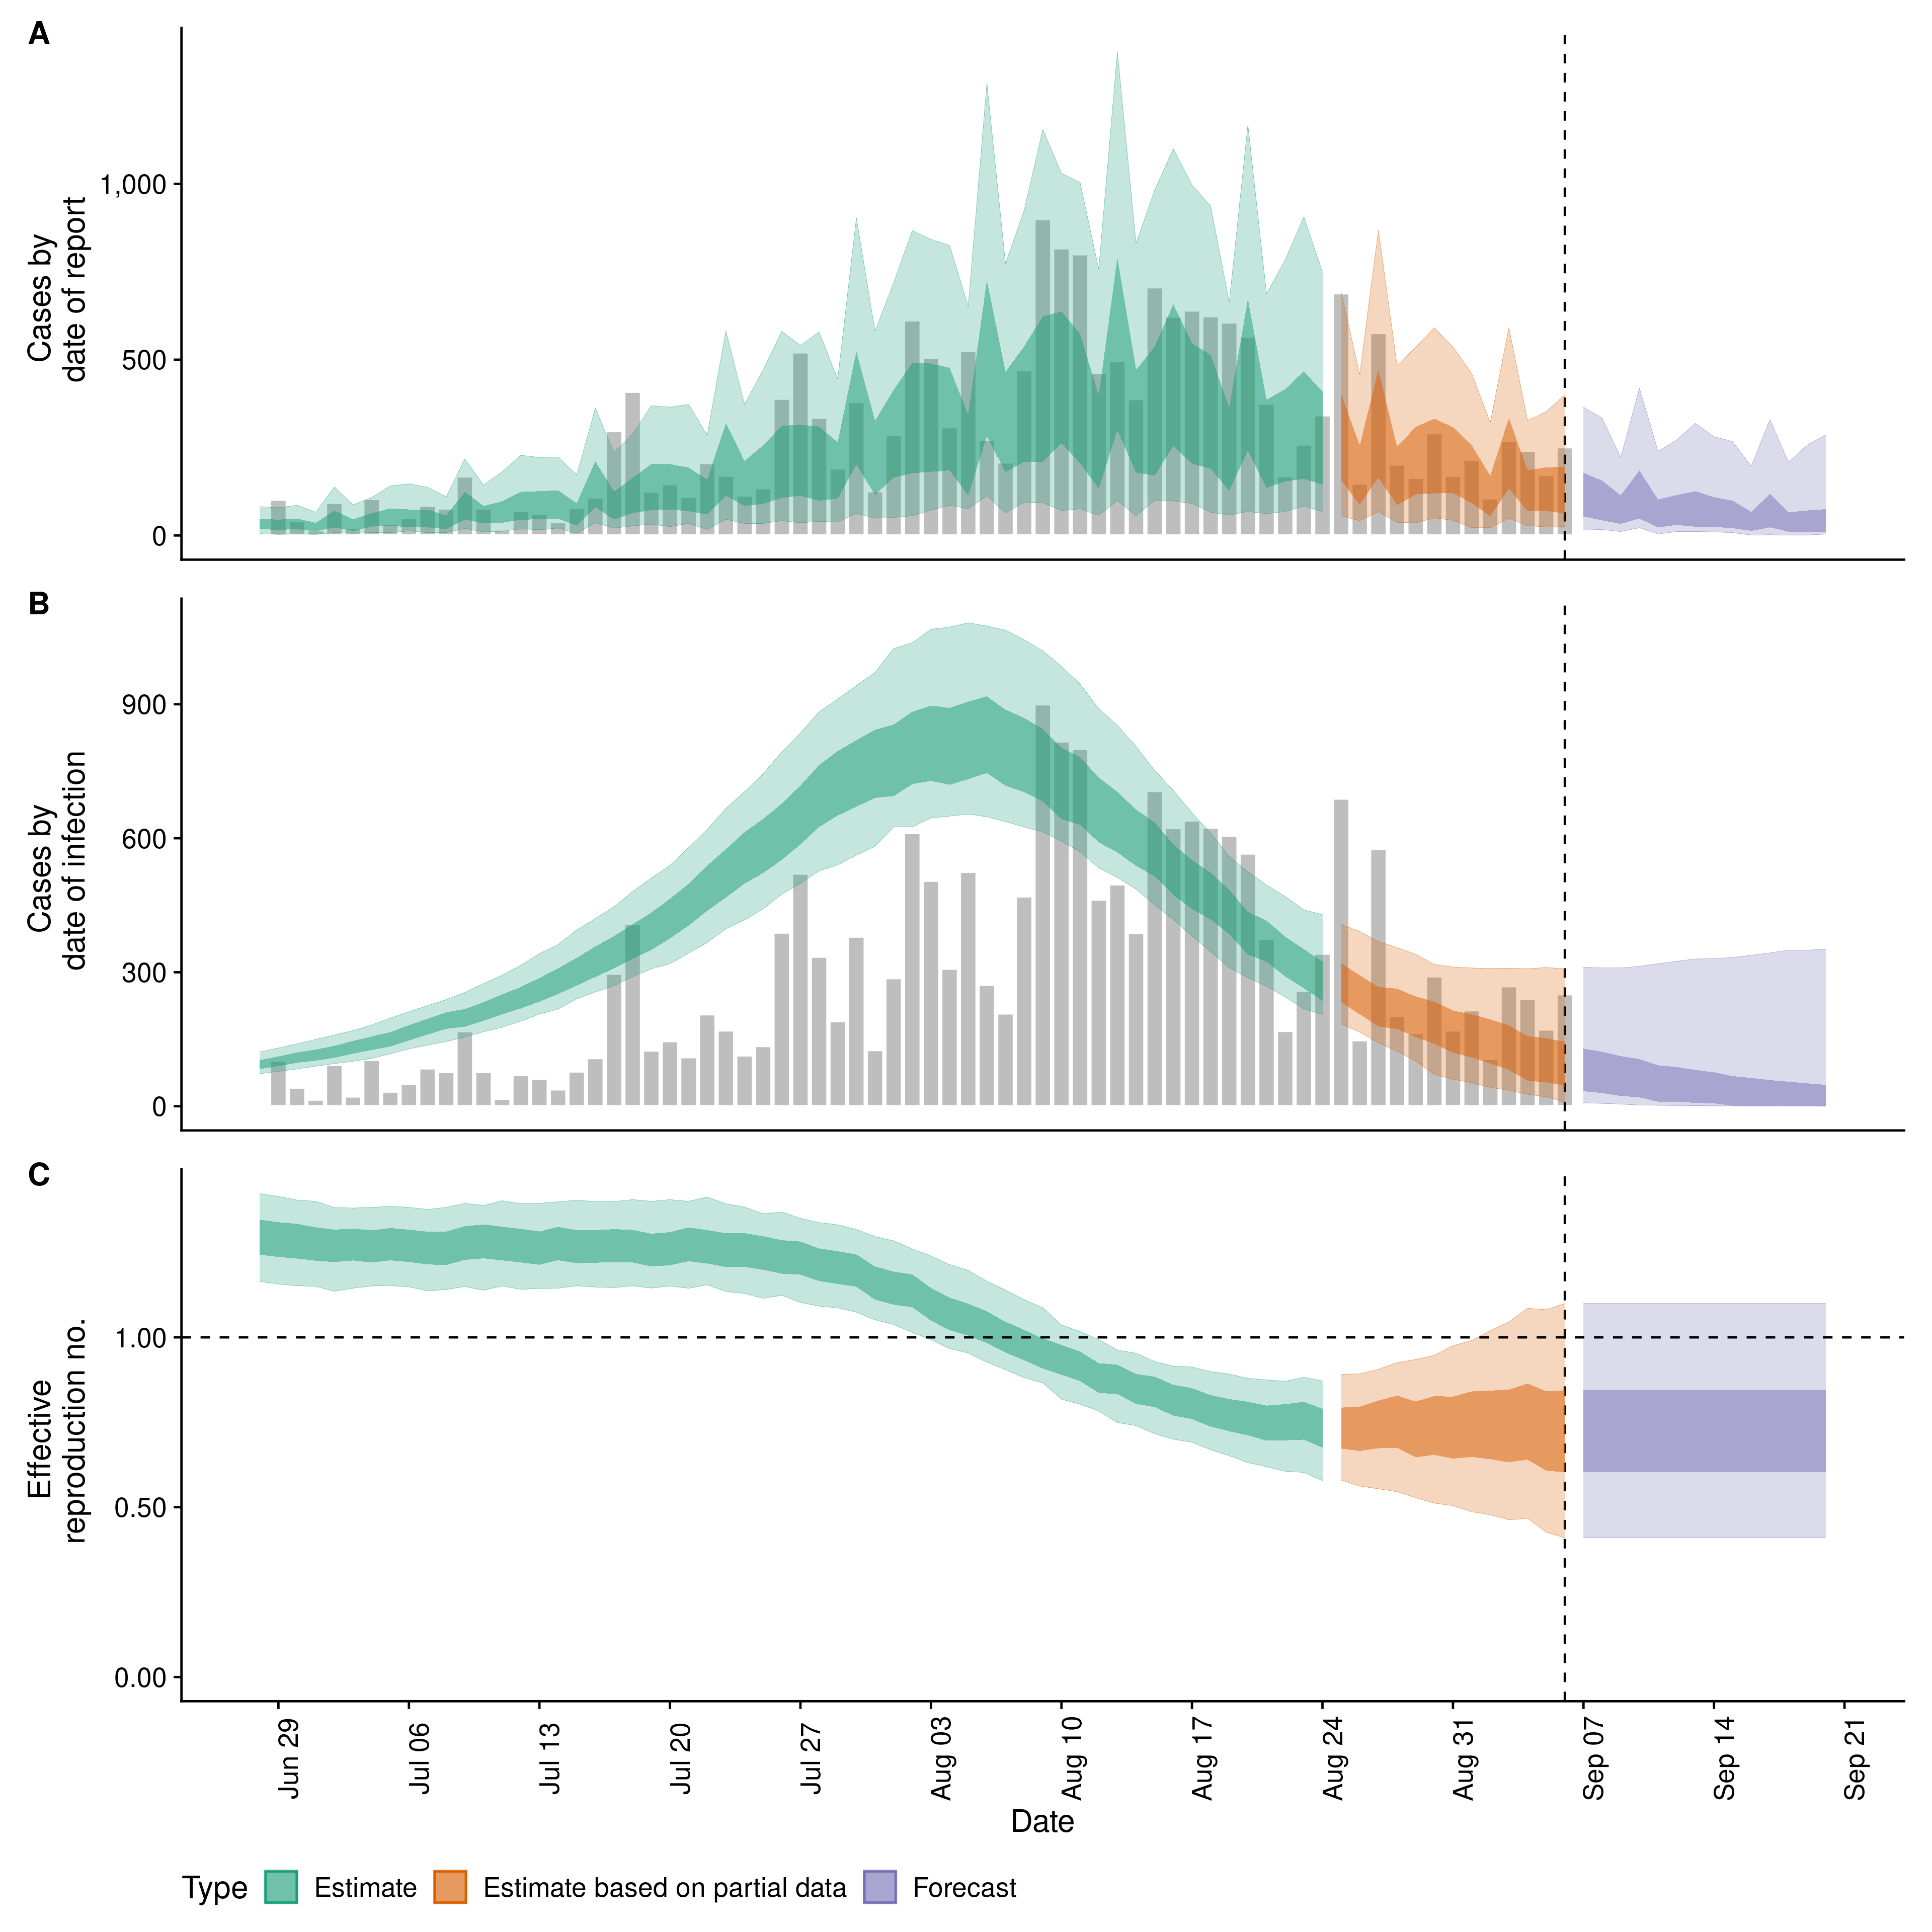 A
Cases by
date of report
1,000
500
0
B
Cases by
date of infection
900
600
300
0
C
Effective
reproduction no.
1.00
0.50
0.00
Jun 29
Jul 06
Jul 13
Jul 20
Jul 27
Aug 03
Aug 10
Aug 17
Aug 24
Aug 31
Sep 07
Sep 14
Sep 21
Date
Type Estimate Estimate based on partial data Forecast